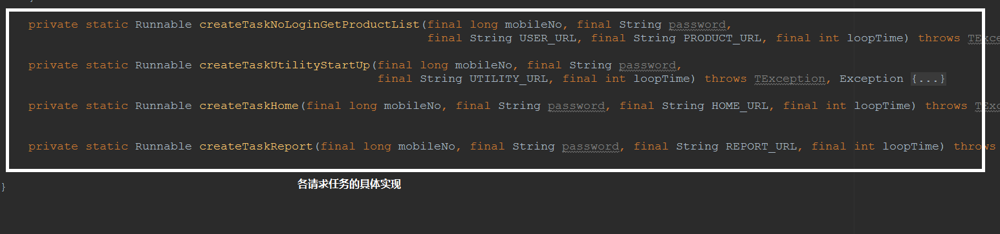 private static Runnable createTaskNoLoginGetProductList(final long mobileNo, final String password,
final String USER_URL, final String PRODUCT_URL, final int loopTime) throws TExce
private static Runnable createTaskUtilityStartUp(final long mobileNo, final String password,
final String UTILITY_URL, final int loopTime) throws TException, Exception {...}
private static Runnable createTaskHome(final long mobileNo, final String password, final String HOME_URL, final int loopTime) throws TExc
private static Runnable createTaskReport(final long mobileNo, final String password, final String REPORT_URL, final int loopTime) throws
各请求任务的具体实现
}